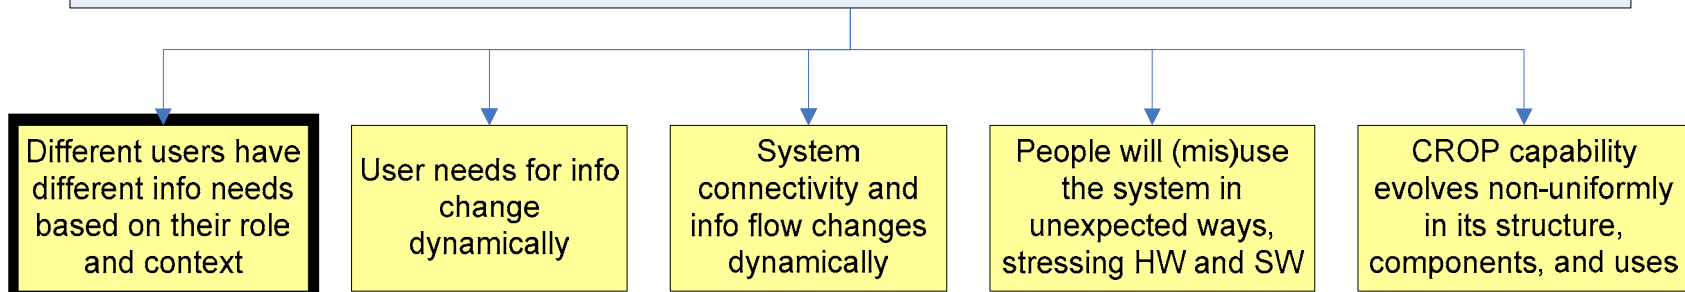 Different users have
different info needs
based on their role
and context
User needs for info
change
dynamically
System
connectivity and
info flow changes
dynamically
People will (mis)use
the system in
unexpected ways,
stressing HW and SW
CROP capability
evolves non-uniformly
in its structure,
components, and uses